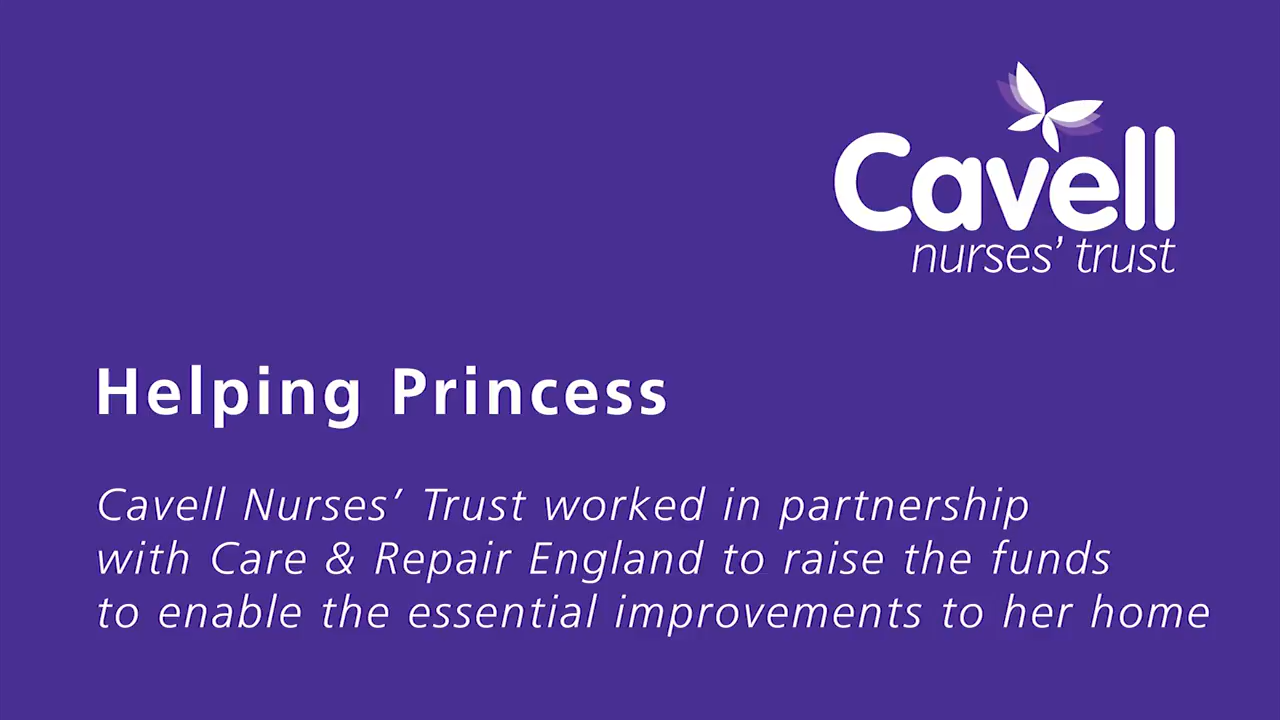 Cavell
nurses’ trust
Helping Princess
Cavell Nurses’ Trust worked in partnership
with Care & Repair England to raise the funds
to enable the essential improvements to her home